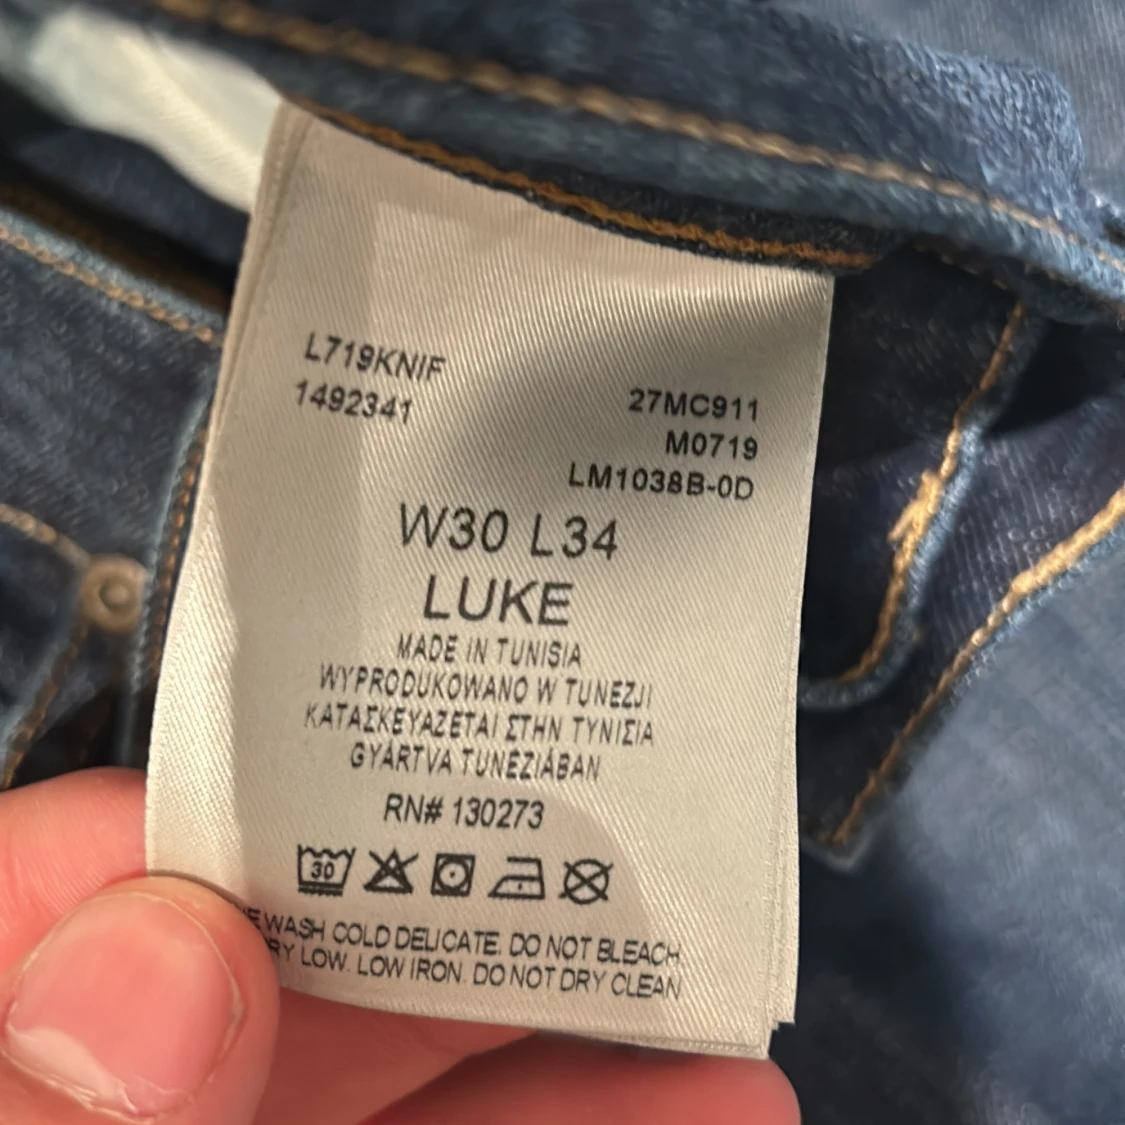 L719KNIF
1492341
27MC911
M0719
LM1038B-0D
W30 L34
LUKE
MADE IN TUNISIA
WYPRODUKOWANO W TUNEZJI
ΚΑΤΑΣΚΕΥΑΖΕΤΑΙ ΣΤΗΝ ΤΥΝΙΣΙΑ
GYÁRTVA TUNÉZIÁBAN
RN# 130273
30
WASH COLD DELICATE. DO NOT BLEACH.
LOW. LOW IRON. DO NOT DRY CLEAN